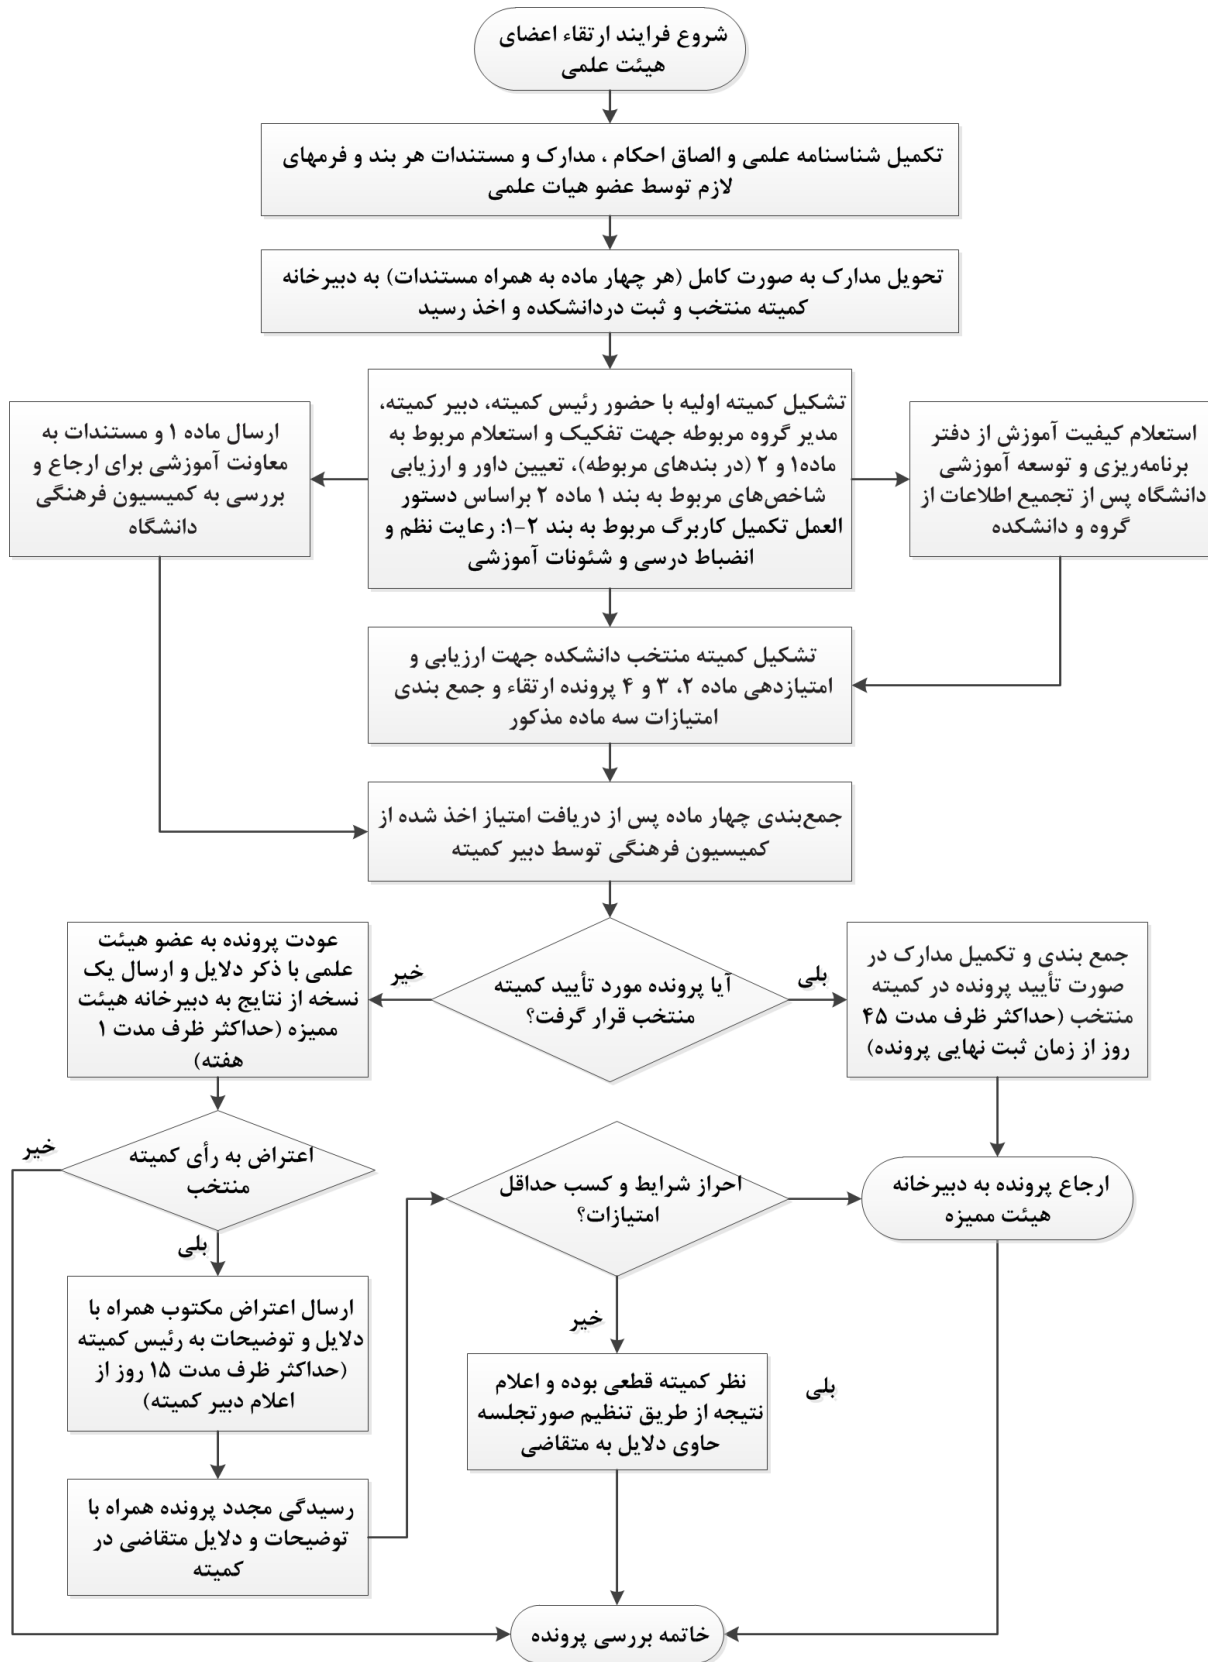 شروع فرایند ارتقاء اعضای
هیئت علمی
تکمیل شناسنامه علمی و الصاق احکام ، مدارک و مستندات هر بند و فرمهای
لازم توسط عضو هیات علمی
تحویل مدارک به صورت کامل (هر چهار ماده به همراه مستندات) به دبیرخانه
کمیته منتخب و ثبت دردانشکده و اخذ رسید
تشکیل کمیته اولیه با حضور رئیس کمیته، دبیر کمیته،
مدیر گروه مربوطه جهت تفکیک و استعلام مربوط به
ماده۱ و ۲ (در بندهای مربوطه)، تعیین داور و ارزیابی
شاخص‌های مربوط به بند ۱ ماده ۲ براساس دستور
العمل تکمیل کاربرگ مربوط به بند ۲-۱: رعایت نظم و
انضباط درسی و شئونات آموزشی
استعلام کیفیت آموزش از دفتر
برنامه‌ریزی و توسعه آموزشی
دانشگاه پس از تجمیع اطلاعات از
گروه و دانشکده
ارسال ماده ۱ و مستندات به
معاونت آموزشی برای ارجاع و
بررسی به کمیسیون فرهنگی
دانشگاه
تشکیل کمیته منتخب دانشکده جهت ارزیابی و
امتیازدهی ماده ۲، ۳ و ۴ پرونده ارتقاء و جمع بندی
امتیازات سه ماده مذکور
جمع‌بندی چهار ماده پس از دریافت امتیاز اخذ شده از
کمیسیون فرهنگی توسط دبیر کمیته
آیا پرونده مورد تأیید کمیته
منتخب قرار گرفت؟
بلی
خیر
جمع بندی و تکمیل مدارک در
صورت تأیید پرونده در کمیته
منتخب (حداکثر ظرف مدت ۴۵
روز از زمان ثبت نهایی پرونده)
عودت پرونده به عضو هیئت
علمی با ذکر دلایل و ارسال یک
نسخه از نتایج به دبیرخانه هیئت
ممیزه (حداکثر ظرف مدت ۱
هفته)
اعتراض به رأی کمیته
منتخب
خیر
بلی
احراز شرایط و کسب حداقل
امتیازات؟
ارجاع پرونده به دبیرخانه
هیئت ممیزه
ارسال اعتراض مکتوب همراه با
دلایل و توضیحات به رئیس کمیته
(حداکثر ظرف مدت ۱۵ روز از
اعلام دبیر کمیته)
خیر
بلی
نظر کمیته قطعی بوده و اعلام
نتیجه از طریق تنظیم صورتجلسه
حاوی دلایل به متقاضی
رسیدگی مجدد پرونده همراه با
توضیحات و دلایل متقاضی در
کمیته
خاتمه بررسی پرونده